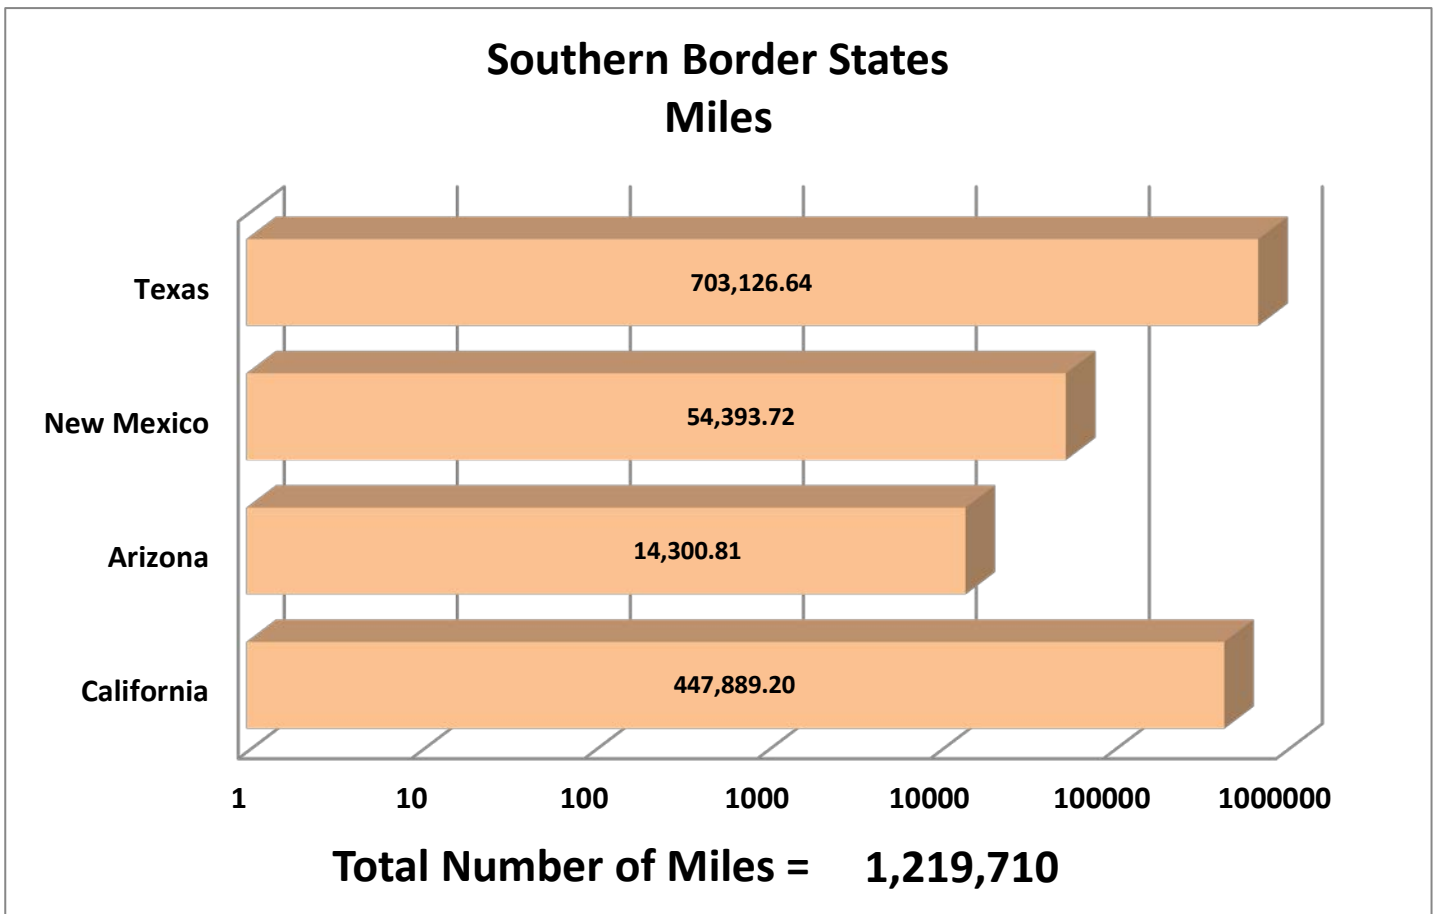 Southern Border States
Miles
Texas
703,126.64
New Mexico
54,393.72
Arizona
14,300.81
California
447,889.20
1 10 100 1000 10000 100000 1000000
Total Number of Miles = 1,219,710